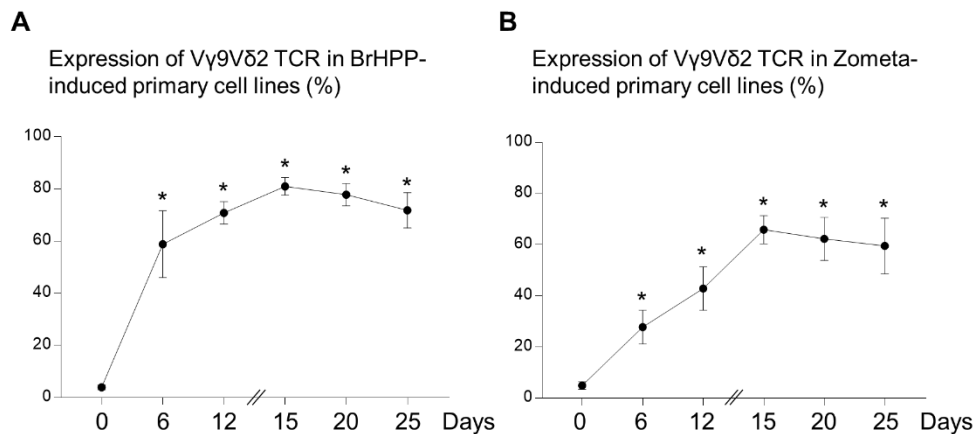 A
Expression of Vγ9Vδ2 TCR in BrHPP-
induced primary cell lines (%)
100
80
60
40
20
0
* * * * *
0 6 12 15 20 25 Days
B
Expression of Vγ9Vδ2 TCR in Zometa-
induced primary cell lines (%)
100
80
60
40
20
0
* * * * *
0 6 12 15 20 25 Days